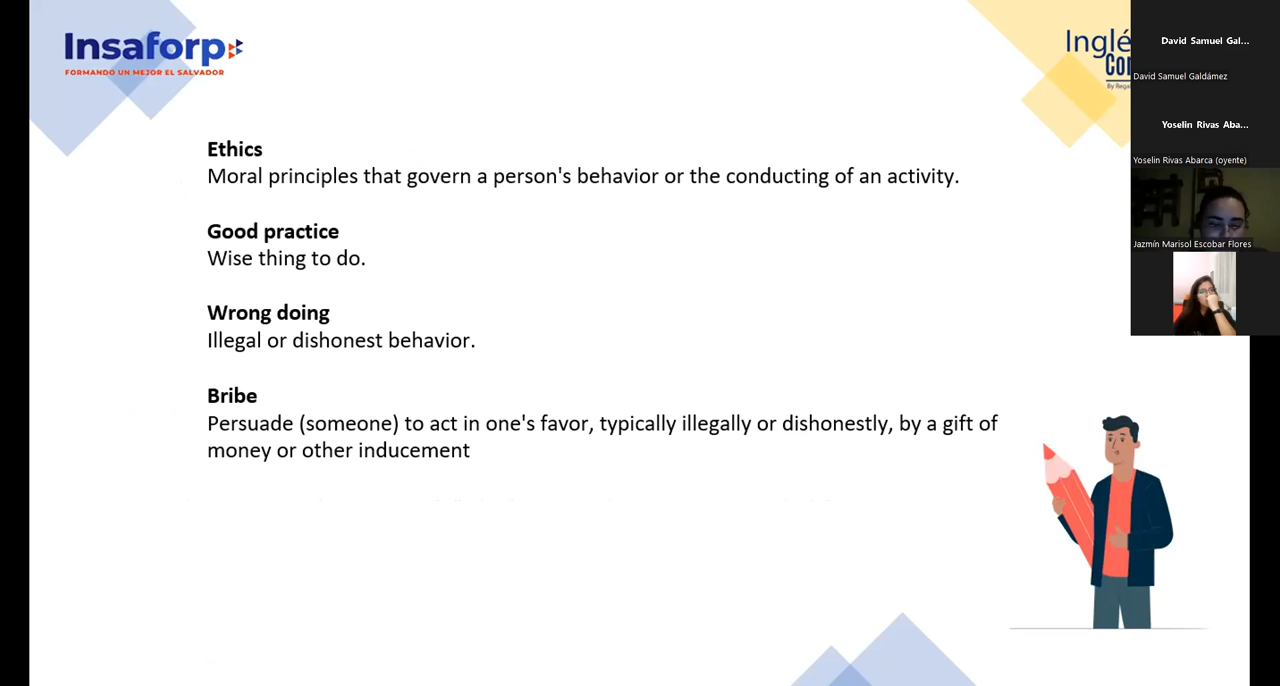 Insaforp
FORMANDO UN MEJOR EL SALVADOR
Ethics
Moral principles that govern a person's behavior or the conducting of an activity.
Good practice
Wise thing to do.
Wrong doing
Illegal or dishonest behavior.
Bribe
Persuade (someone) to act in one's favor, typically illegally or dishonestly, by a gift of
money or other inducement
Inglé
Con
David Samuel Gal...
David Samuel Galdámez
Yoselin Rivas Aba...
Yoselin Rivas Abarca (oyente)
Jazmín Marisol Escobar Flores